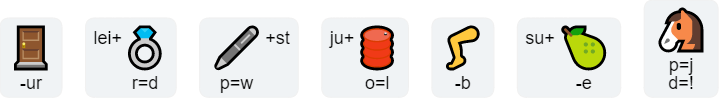 -ur
lei+
r=d
+st
p=w
ju+
o=l
-b
su+
-e
p=j
d=!